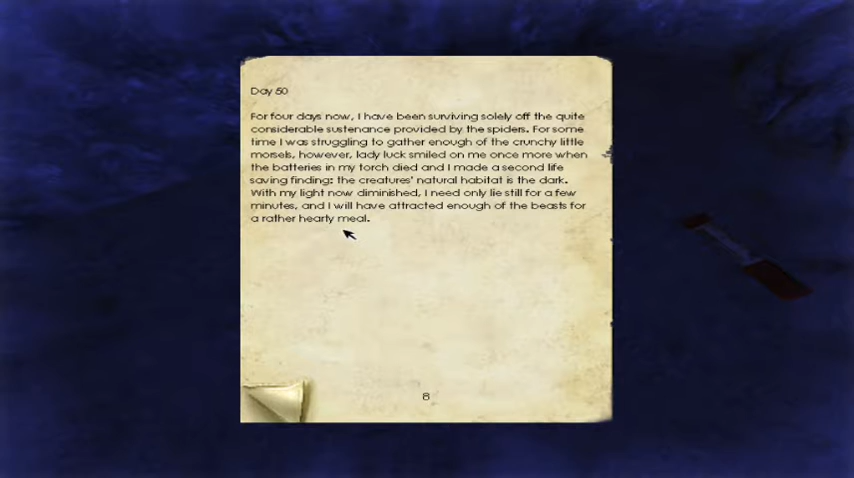 Day 50
For four days now, I have been surviving solely off the quite
considerable sustenance provided by the spiders. For some
time I was struggling to gather enough of the crunchy little
morsels, however, lady luck smiled on me once more when
the batteries in my torch died and I made a second life
saving finding: the creatures' natural habitat is the dark.
With my light now diminished, I need only lie still for a few
minutes, and I will have attracted enough of the beasts for
a rather hearty meal.
8